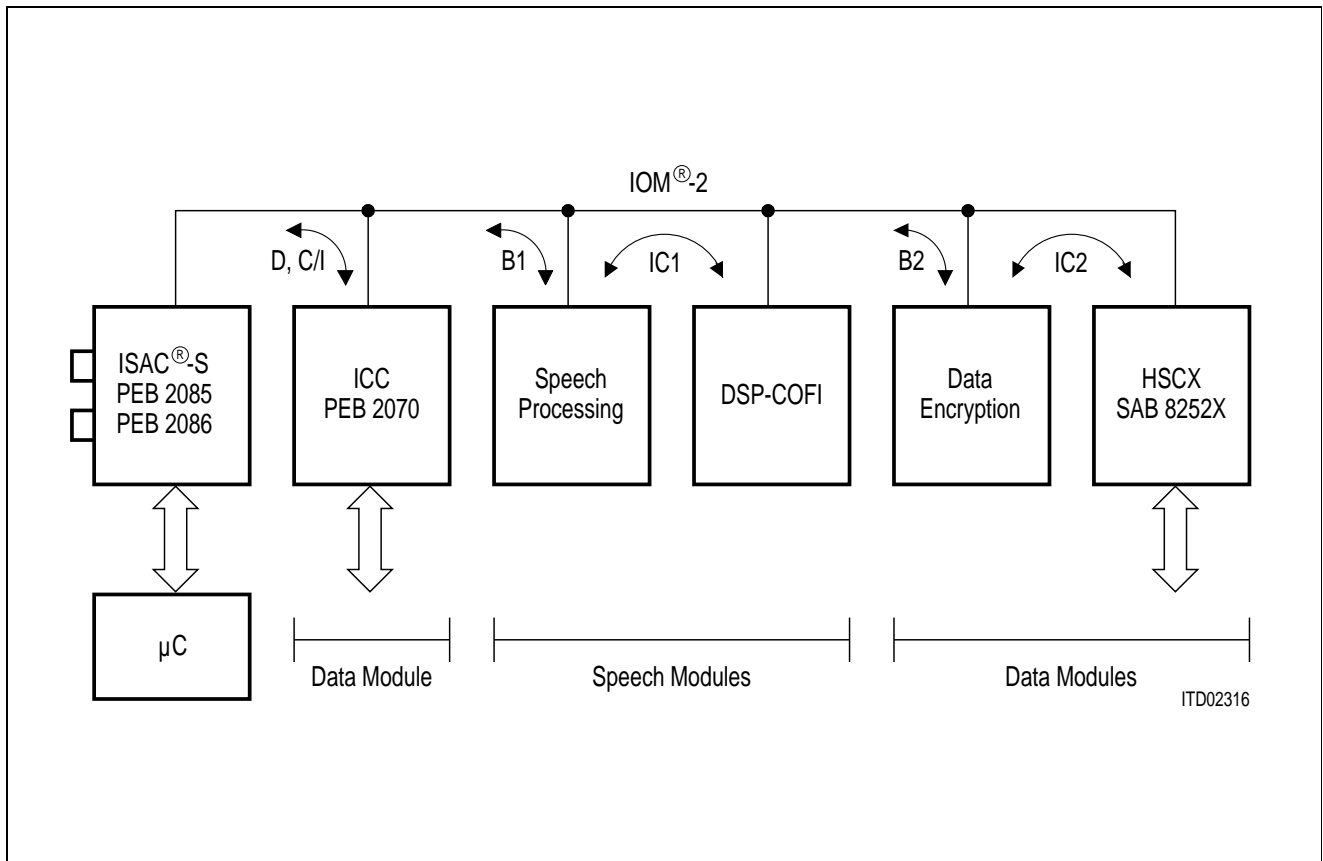 IOM®-2
D, C/I
B1
IC1
B2
IC2
ISAC®-S
PEB 2085
PEB 2086
ICC
PEB 2070
Speech
Processing
DSP-COFI
Data
Encryption
HSCX
SAB 8252X
µC
Data Module
Speech Modules
Data Modules
ITD02316